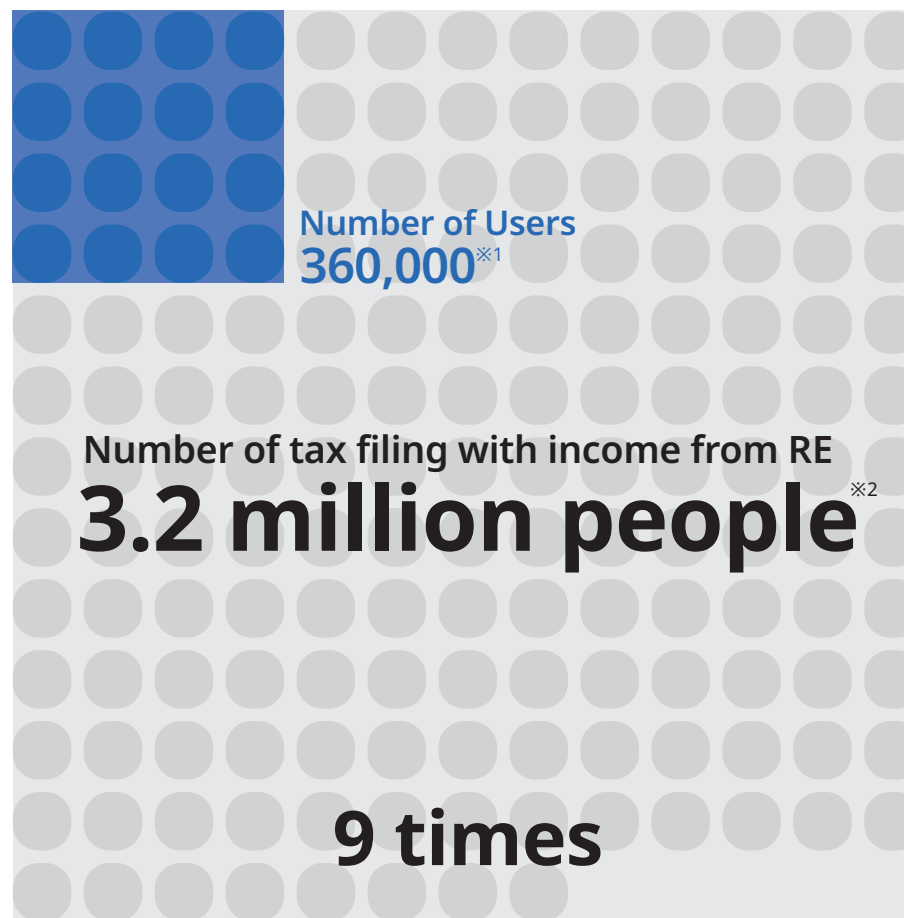 Number of Users
360,000※1
Number of tax filing with income from RE
3.2 million people※2
9 times